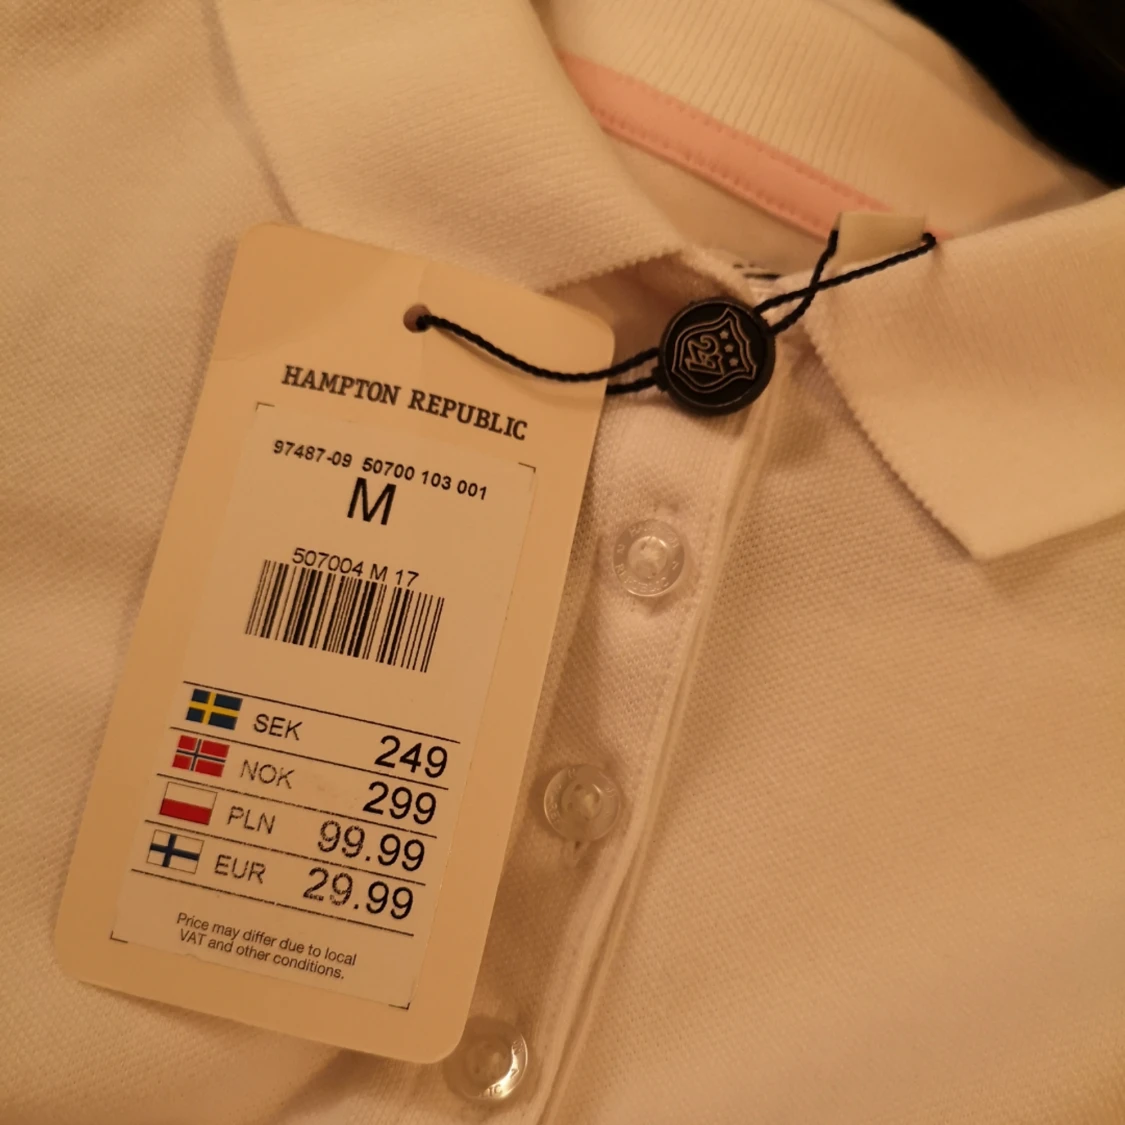 HAMPTON REPUBLIC
97487-09 50700 103 001
M
507004 M 17
SEK 249
NOK 299
PLN 99.99
EUR 29.99
Price may differ due to local
VAT and other conditions.
27